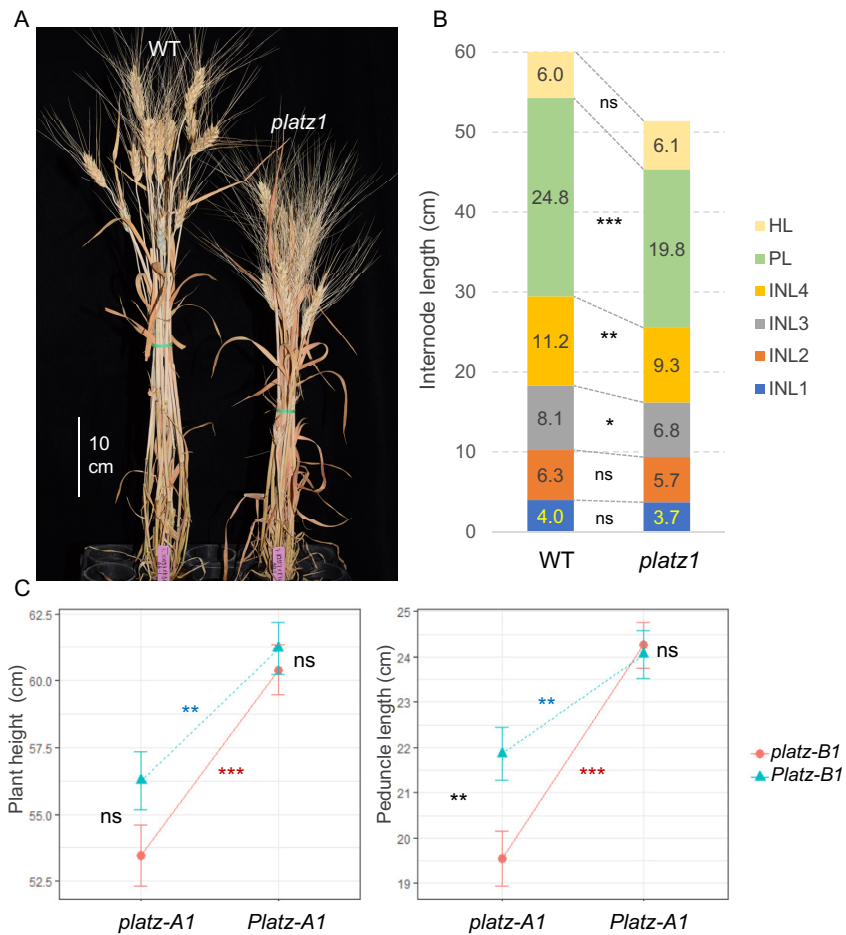 A
WT
platz1
10
cm
B
Internode length (cm)
60
50
40
30
20
10
0
6.0
24.8
11.2
8.1
6.3
4.0
ns
***
**
*
ns
ns
6.1
19.8
9.3
6.8
5.7
3.7
WT
platz1
HL
PL
INL4
INL3
INL2
INL1
C
Plant height (cm)
62.5
60.0
57.5
55.0
52.5
ns
**
***
ns
platz-A1
Platz-A1
Peduncle length (cm)
25
24
23
22
21
20
19
ns
**
***
**
platz-A1
Platz-A1
platz-B1
Platz-B1